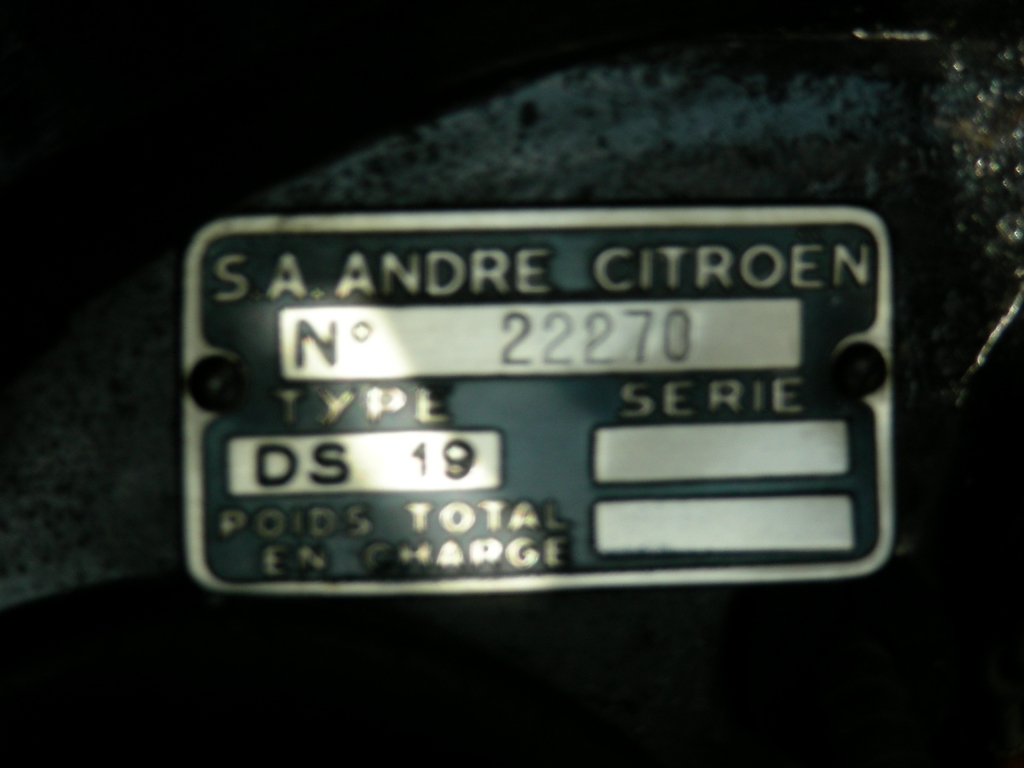 S.A. ANDRE CITROEN
N° 22270
TYPE SERIE
DS 19
POIDS TOTAL
EN CHARGE